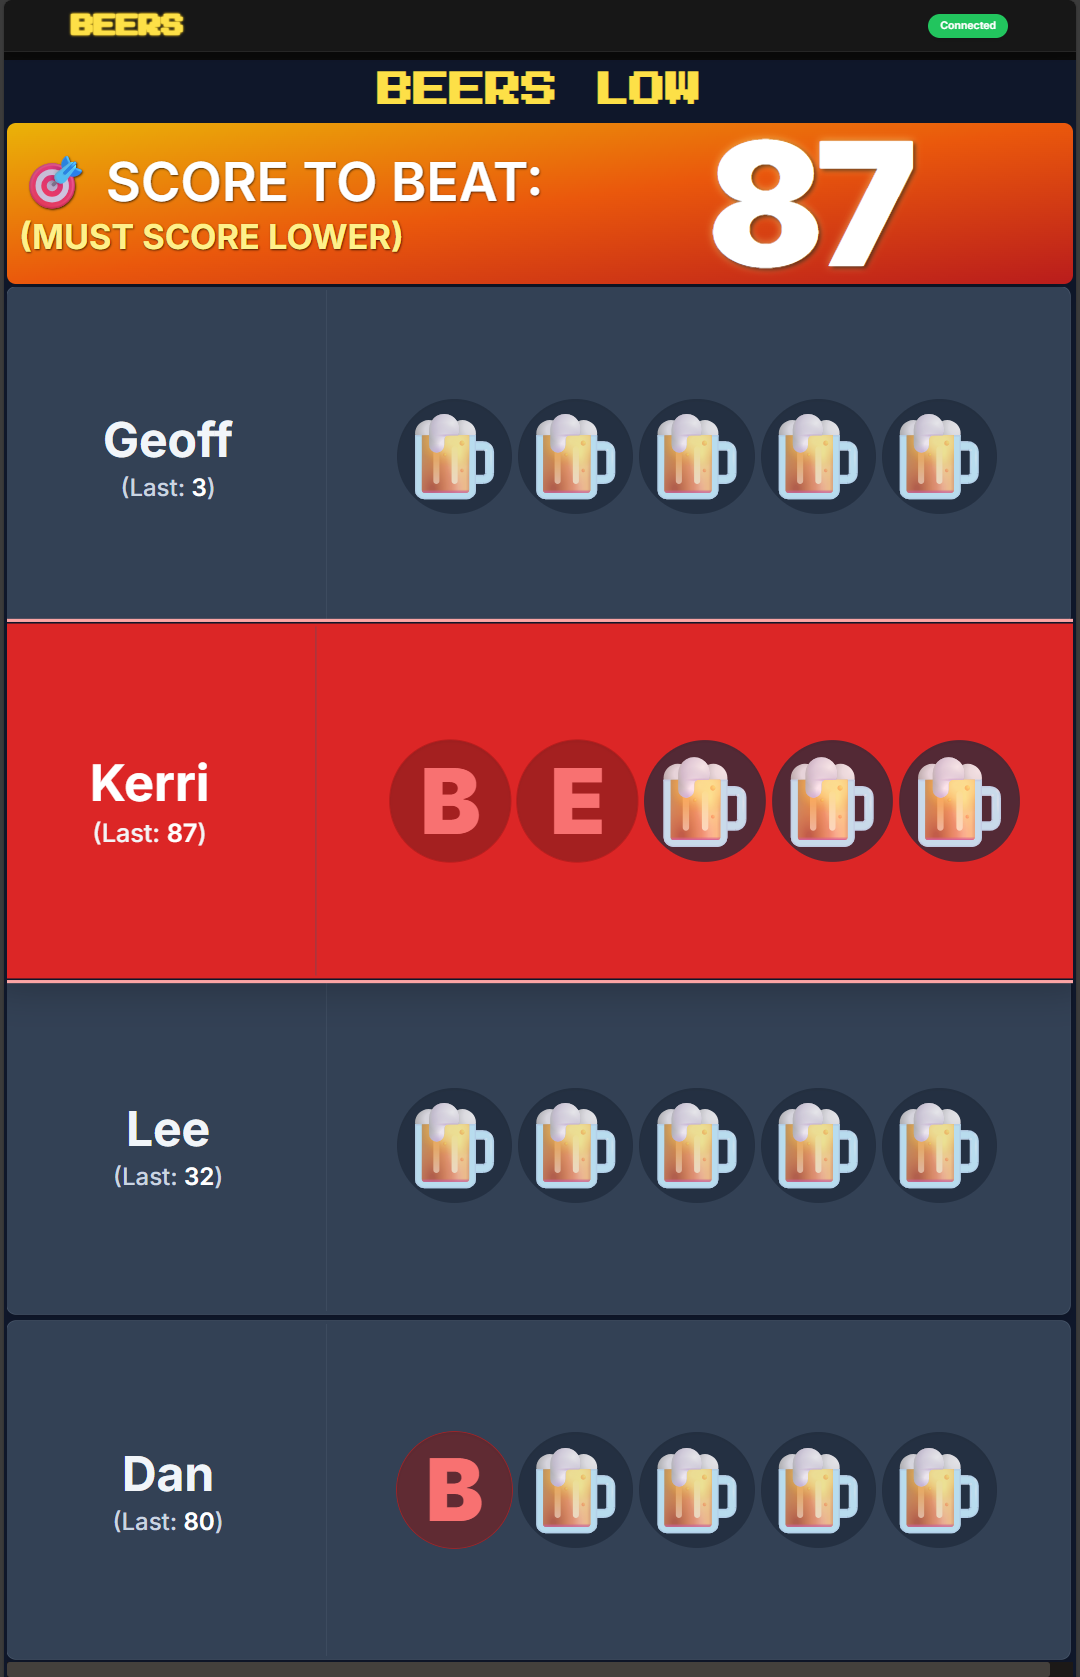 BEERS
Connected
BEERS LOW
SCORE TO BEAT:
(MUST SCORE LOWER)
87
Geoff
(Last: 3)
Kerri
(Last: 87)
B E
Lee
(Last: 32)
Dan
(Last: 80)
B